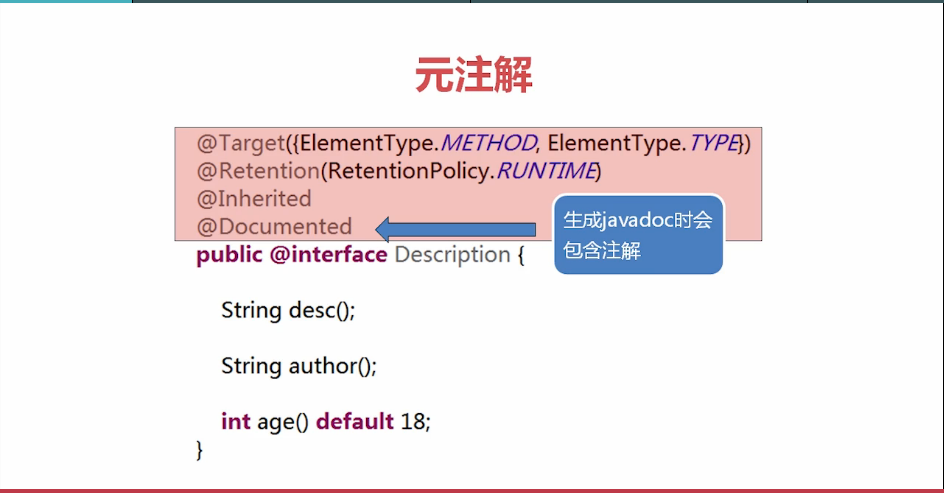 元注解
@Target({ElementType.METHOD, ElementType.TYPE})
@Retention(RetentionPolicy.RUNTIME)
@Inherited
@Documented
生成javadoc时会
包含注解
public @interface Description {
String desc();
String author();
int age() default 18;
}